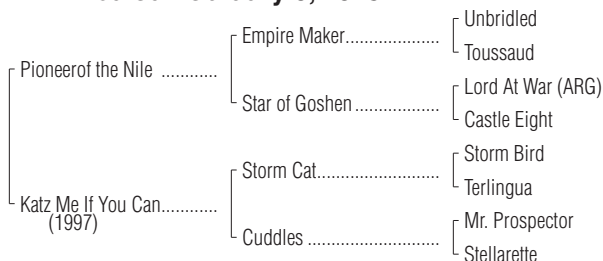 Unbridled
Empire Maker....................
Toussaud
Pioneerof the Nile ............
Lord At War (ARG)
Star of Goshen..................
Castle Eight
Storm Bird
Storm Cat..........................
Terlingua
Katz Me If You Can............
(1997)
Mr. Prospector
Cuddles ............................
Stellarette